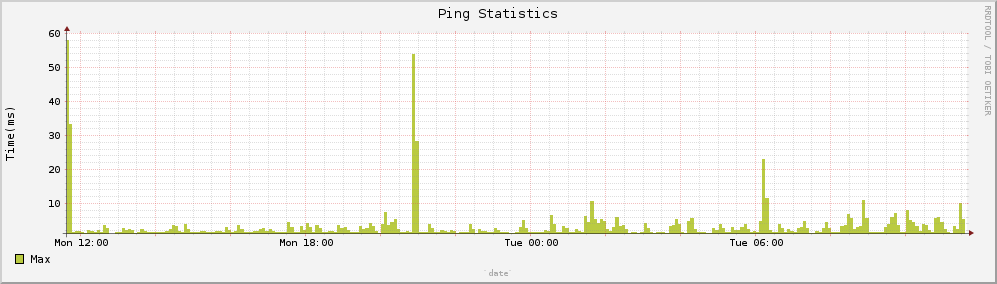 Ping Statistics
RRDTOOL / TOBI OETIKER
Time(ms)
60
50
40
30
20
10
Mon 12:00 Mon 18:00 Tue 00:00 Tue 06:00
Max
`date`